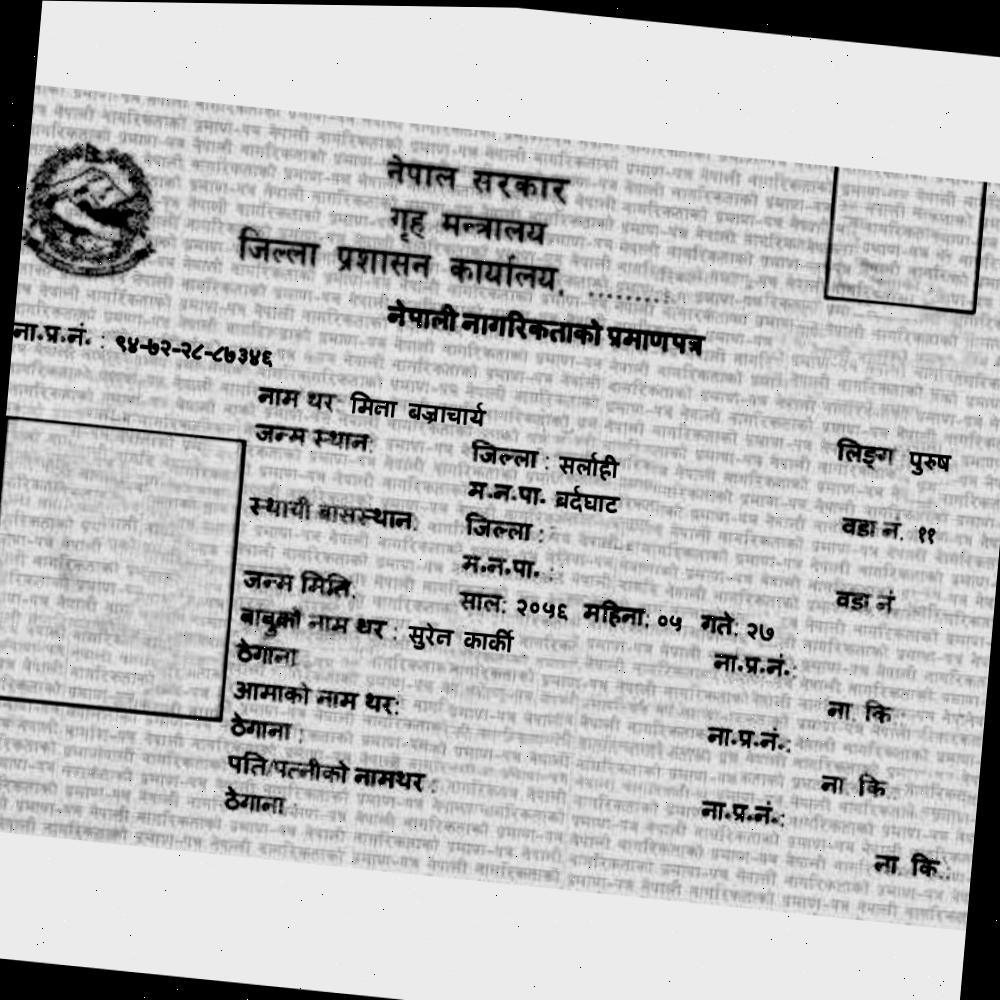 नेपाल सरकार
गृह मन्त्रालय
जिल्ला प्रशासन कार्यालय, ..........
नेपाली नागरिकताको प्रमाणपत्र
ना.प्र.नं. : ९४-७२-२८-८७३४६
नाम थर: मिना बज्राचार्य
जन्म स्थान: जिल्ला : सर्लाही लिङ्ग पुरुष
म.न.पा. बर्दघाट वडा नं. ११
स्थायी बासस्थान: जिल्ला :
म.न.पा. : वडा नं
जन्म मिति: साल: २०५६ महिना: ०५ गते: २७
बाबुको नाम थर : सुरेन कार्की ना.प्र.नं.:
ठेगाना ना. कि.:
आमाको नाम थर: ना.प्र.नं.:
ठेगाना : ना. कि.:
पति/पत्नीको नामथर : ना.प्र.नं.:
ठेगाना : ना. कि.: